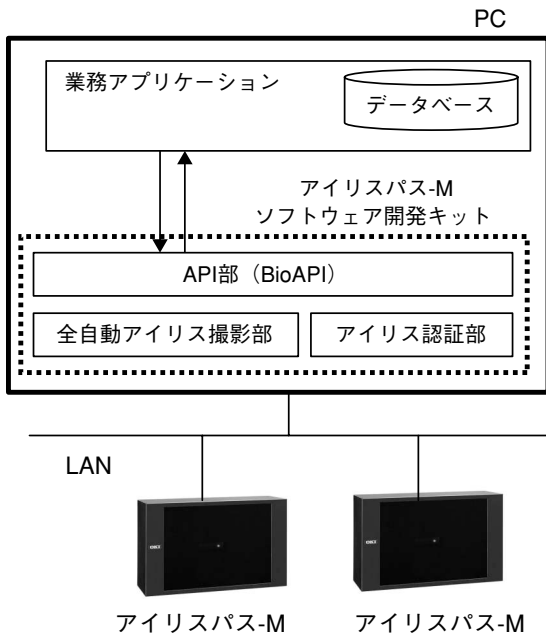 PC
業務アプリケーション
データベース
アイリスパス-M
ソフトウェア開発キット
API部（BioAPI）
全自動アイリス撮影部
アイリス認証部
LAN
アイリスパス-M
アイリスパス-M